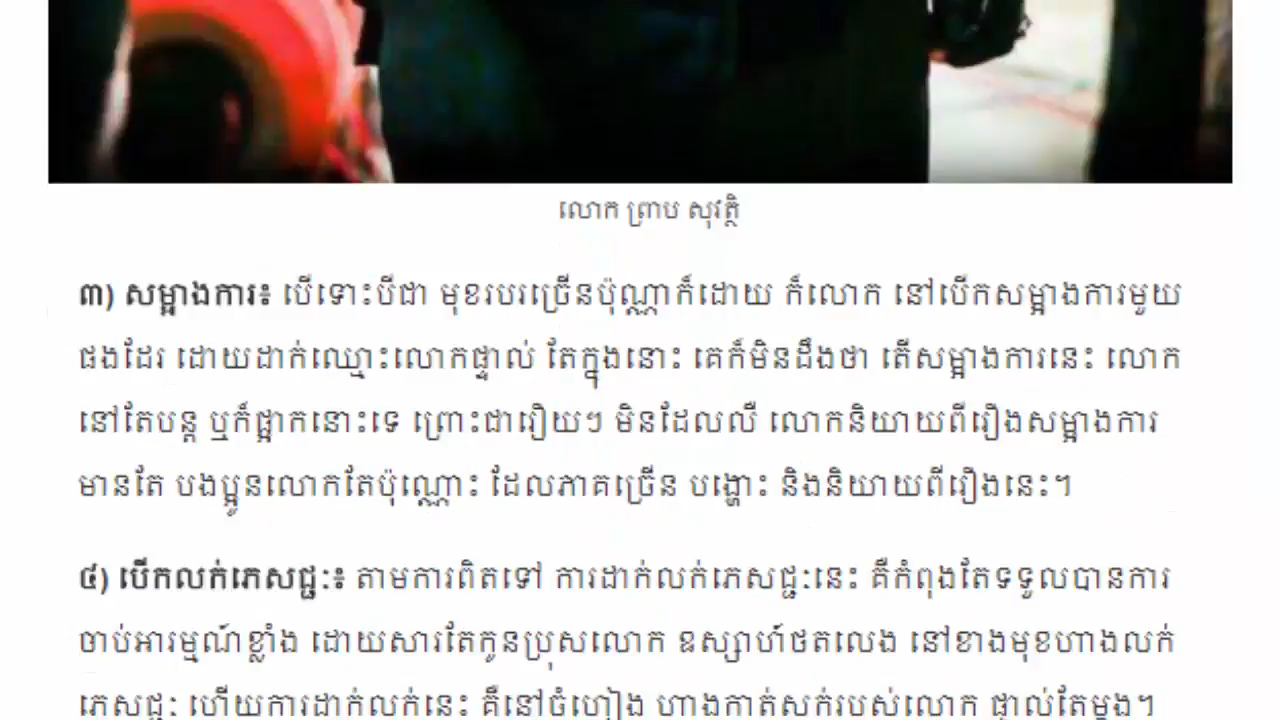 លោក ព្រាប សុវត្ថិ
៣) សម្អាងការ៖ បើទោះបីជា មុខរបរច្រើនប៉ុណ្ណាក៏ដោយ ក៏លោក នៅបើកសម្អាងការមួយ
ផងដែរ ដោយដាក់ឈ្មោះលោកផ្ទាល់ តែក្នុងនោះ គេក៏មិនដឹងថា តើសម្អាងការនេះ លោក
នៅតែបន្ត ឬក៏ផ្អាកនោះទេ ព្រោះជារឿយៗ មិនដែលលឺ លោកនិយាយពីរឿងសម្អាងការ
មានតែ បងប្អូនលោកតែប៉ុណ្ណោះ ដែលភាគច្រើន បង្ហោះ និងនិយាយពីរឿងនេះ។
៤) បើកលក់ភេសជ្ជៈ៖ តាមការពិតទៅ ការដាក់លក់ភេសជ្ជៈនេះ គឺកំពុងតែទទួលបានការ
ចាប់អារម្មណ៍ខ្លាំង ដោយសារតែកូនប្រុសលោក ឧស្សាហ៍ថតលេង នៅខាងមុខហាងលក់
ភេសជ្ជៈ ហើយការដាក់លក់នេះ គឺនៅចំហៀង ហាងកាត់សក់របស់លោក ផ្ទាល់តែម្ដង។